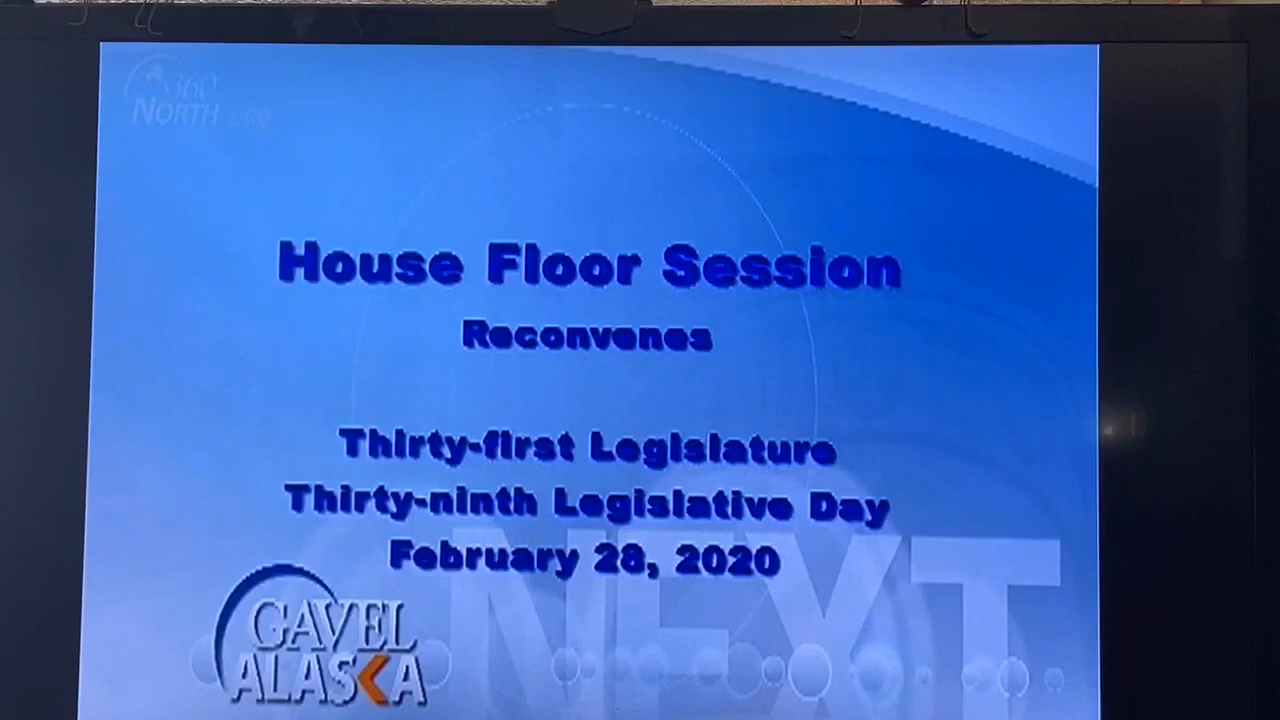 360
NORTH.ORG
House Floor Session
Reconvenes
Thirty-first Legislature
Thirty-ninth Legislative Day
February 28, 2020
NEXT
GAVEL
ALASKA